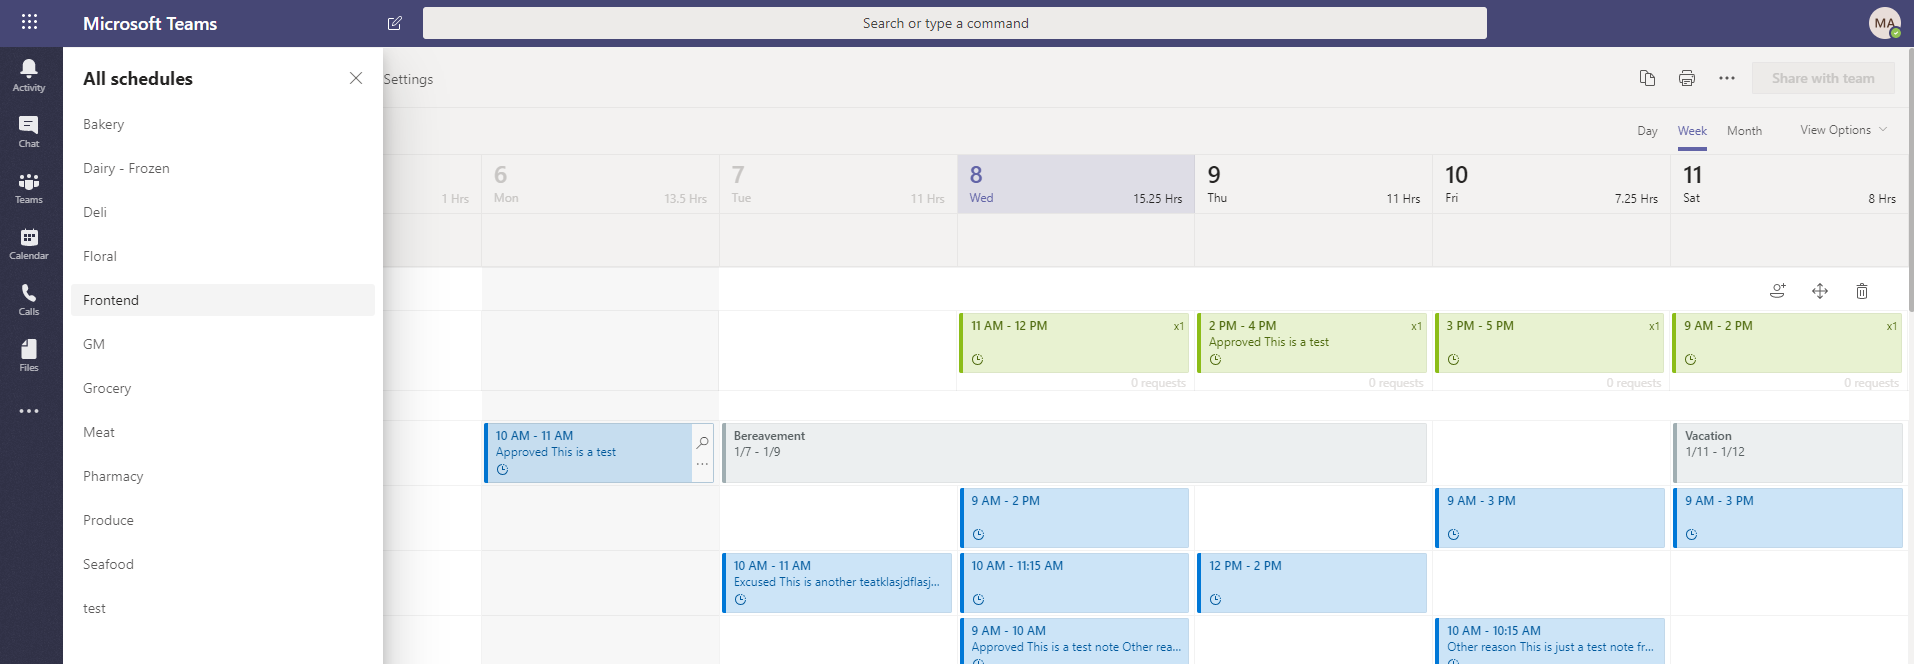 Microsoft Teams
Search or type a command
MA
Activity
Chat
Teams
Calendar
Calls
Files
All schedules
Bakery
Dairy - Frozen
Deli
Floral
Frontend
GM
Grocery
Meat
Pharmacy
Produce
Seafood
test
Settings
Share with team
Day Week Month View Options
1 Hrs
6 Mon 13.5 Hrs
7 Tue 11 Hrs
8 Wed 15.25 Hrs
9 Thu 11 Hrs
10 Fri 7.25 Hrs
11 Sat 8 Hrs
11 AM - 12 PM x1
0 requests
2 PM - 4 PM x1
Approved This is a test
0 requests
3 PM - 5 PM x1
0 requests
9 AM - 2 PM x1
0 requests
10 AM - 11 AM
Approved This is a test
Bereavement
1/7 - 1/9
Vacation
1/11 - 1/12
9 AM - 2 PM
9 AM - 3 PM
9 AM - 3 PM
10 AM - 11 AM
Excused This is another teatklasjdflasj...
10 AM - 11:15 AM
12 PM - 2 PM
9 AM - 10 AM
Approved This is a test note Other rea...
10 AM - 10:15 AM
Other reason This is just a test note fr...